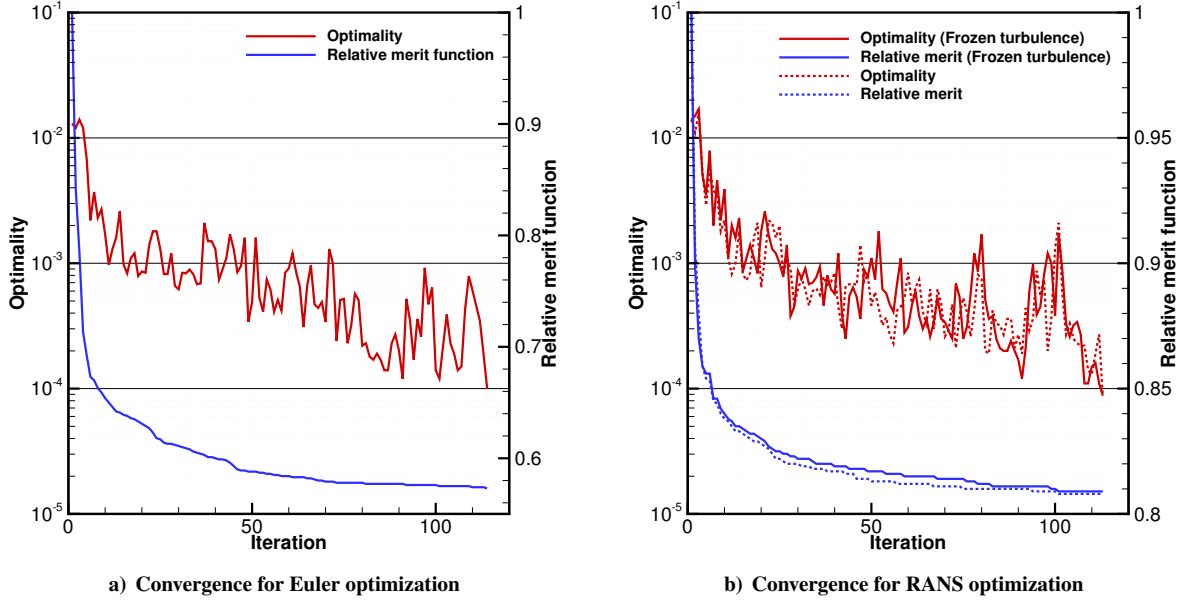 Optimality
Relative merit function
10⁻¹
10⁻²
10⁻³
10⁻⁴
10⁻⁵
Optimality
1
0.9
0.8
0.7
0.6
Relative merit function
0 50 100
Iteration
a) Convergence for Euler optimization
Optimality (Frozen turbulence)
Relative merit (Frozen turbulence)
Optimality
Relative merit
10⁻¹
10⁻²
10⁻³
10⁻⁴
10⁻⁵
Optimality
1
0.95
0.9
0.85
0.8
Relative merit function
0 50 100
Iteration
b) Convergence for RANS optimization